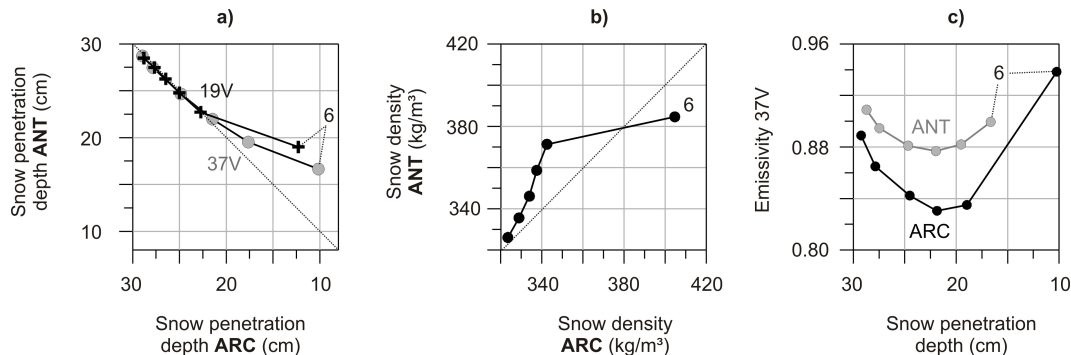 a)
30
20
10
30
20
10
19V
37V
6
Snow penetration
depth ANT (cm)
Snow penetration
depth ARC (cm)
b)
420
380
340
340
380
420
6
Snow density
ANT (kg/m³)
Snow density
ARC (kg/m³)
c)
0.96
0.88
0.80
30
20
10
6
ANT
ARC
Emissivity 37V
Snow penetration
depth (cm)